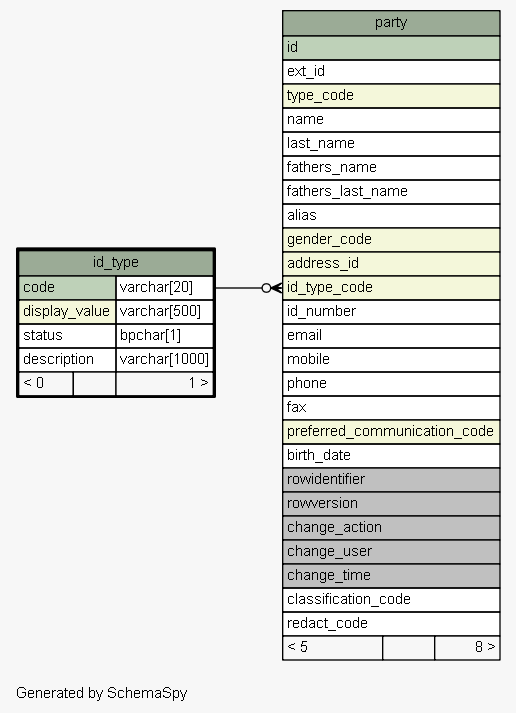 party
id
ext_id
type_code
name
last_name
fathers_name
fathers_last_name
alias
gender_code
address_id
id_type_code
id_number
email
mobile
phone
fax
preferred_communication_code
birth_date
rowidentifier
rowversion
change_action
change_user
change_time
classification_code
redact_code
< 5 8 >
id_type
code varchar[20]
display_value varchar[500]
status bpchar[1]
description varchar[1000]
< 0 1 >
Generated by SchemaSpy